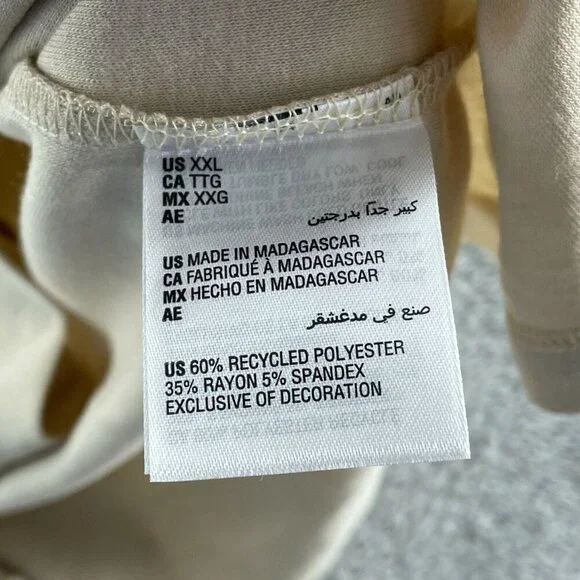 US XXL
CA TTG
MX XXG
AE كبير جدًا بدرجتين
US MADE IN MADAGASCAR
CA FABRIQUÉ À MADAGASCAR
MX HECHO EN MADAGASCAR
AE صنع في مدغشقر
US 60% RECYCLED POLYESTER
35% RAYON 5% SPANDEX
EXCLUSIVE OF DECORATION